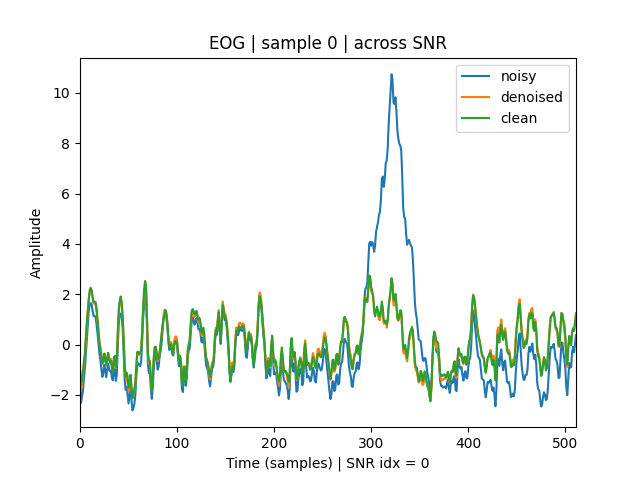 EOG | sample 0 | across SNR
noisy
denoised
clean
Amplitude
10
8
6
4
2
0
−2
0 100 200 300 400 500
Time (samples) | SNR idx = 0